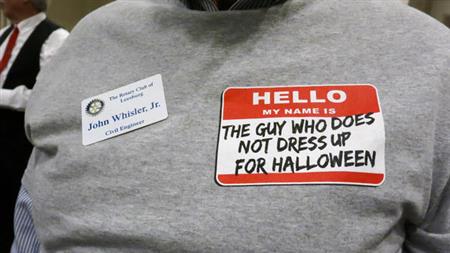 The Rotary Club of
Leesburg
John Whisler, Jr.
Civil Engineer
HELLO
MY NAME IS
THE GUY WHO DOES
NOT DRESS UP
FOR HALLOWEEN